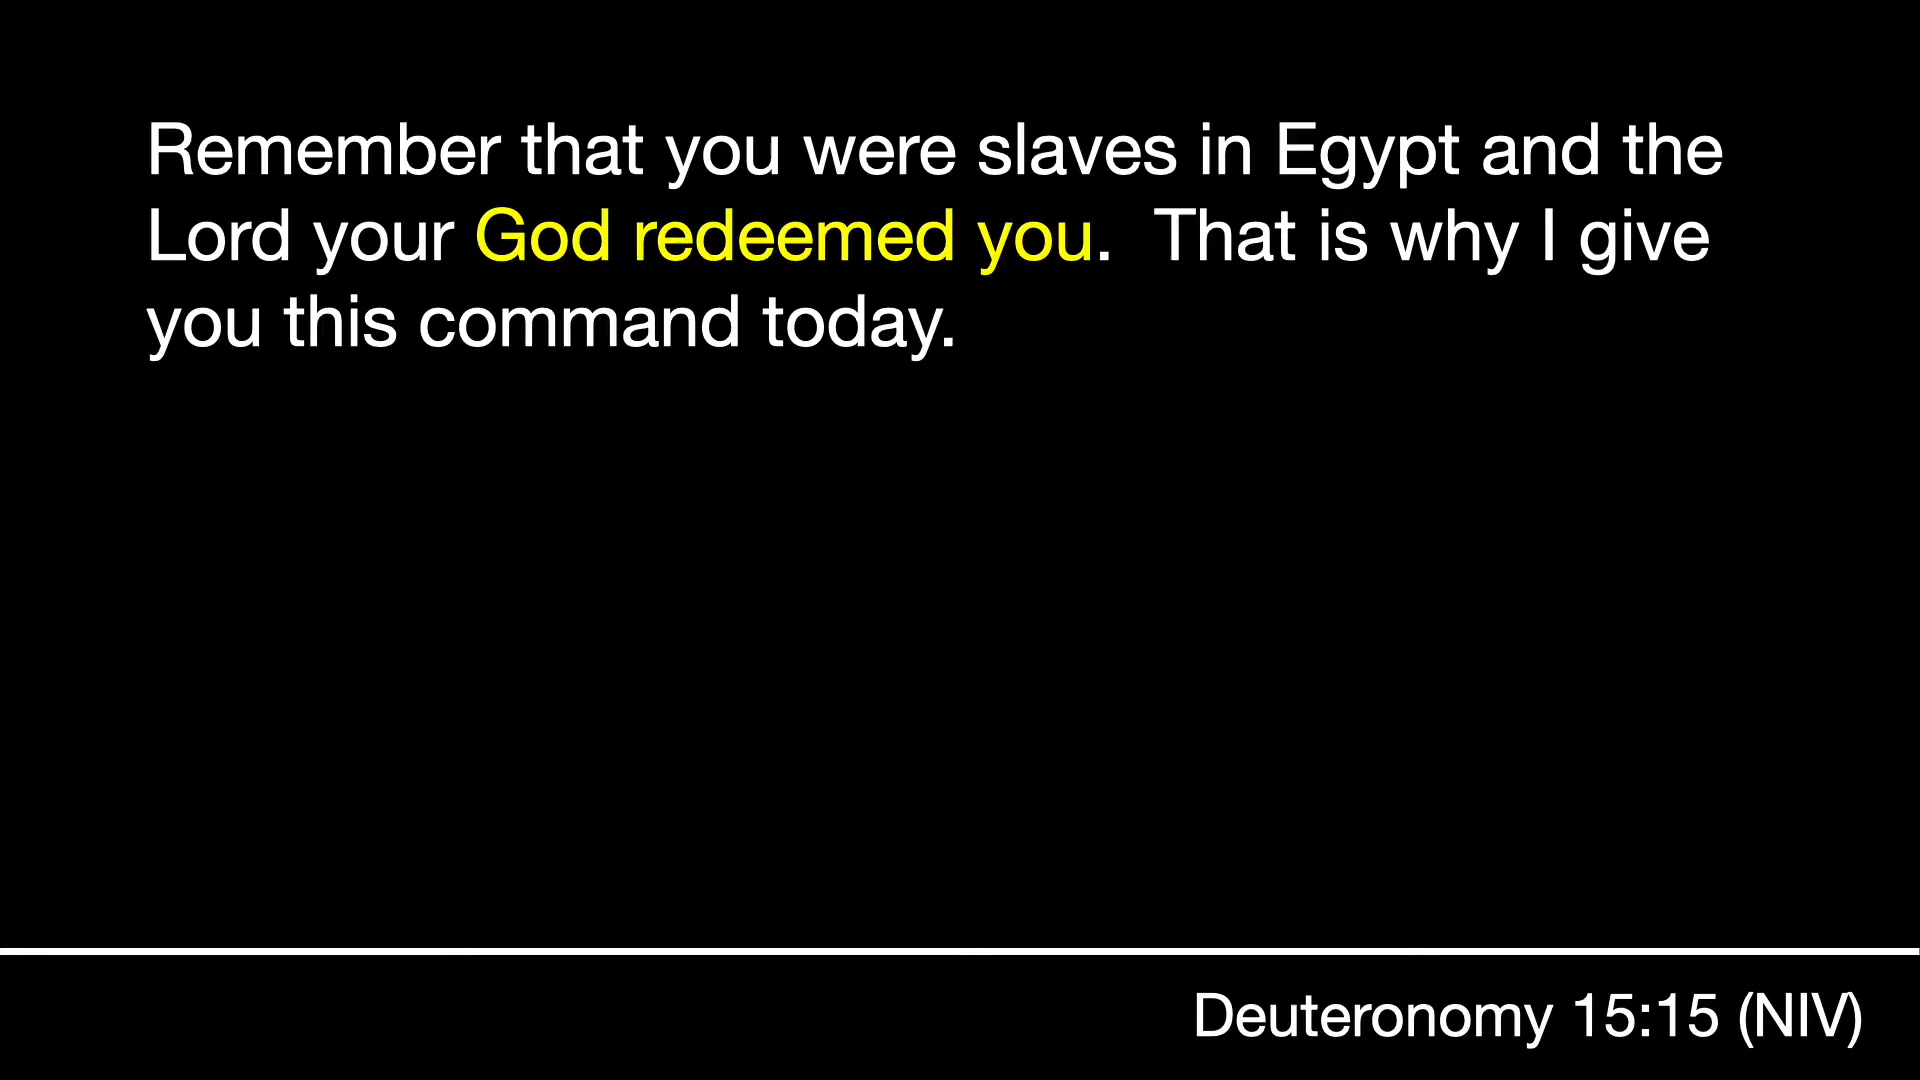 Remember that you were slaves in Egypt and the
Lord your God redeemed you.  That is why I give
you this command today.
Deuteronomy 15:15 (NIV)